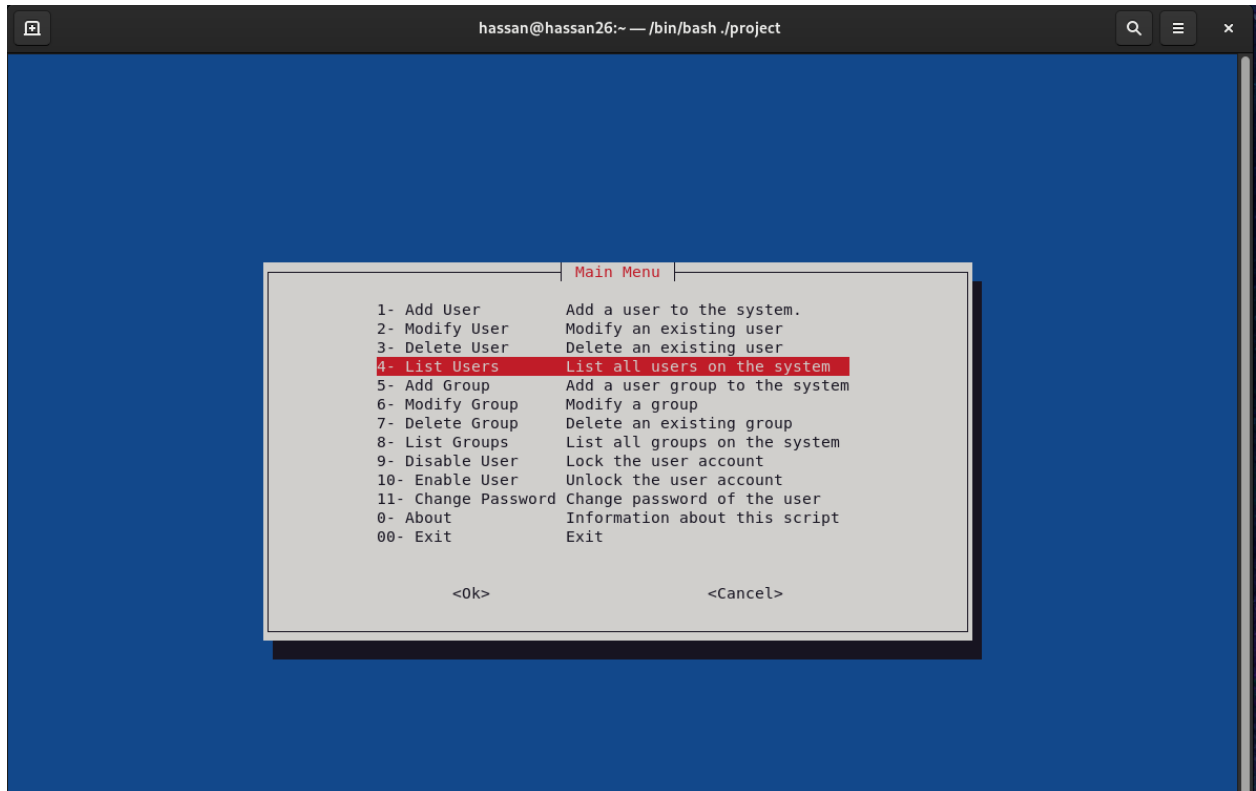 hassan@hassan26:~ — /bin/bash ./project
Main Menu
1- Add User Add a user to the system.
2- Modify User Modify an existing user
3- Delete User Delete an existing user
4- List Users List all users on the system
5- Add Group Add a user group to the system
6- Modify Group Modify a group
7- Delete Group Delete an existing group
8- List Groups List all groups on the system
9- Disable User Lock the user account
10- Enable User Unlock the user account
11- Change Password Change password of the user
0- About Information about this script
00- Exit Exit
<Ok> <Cancel>